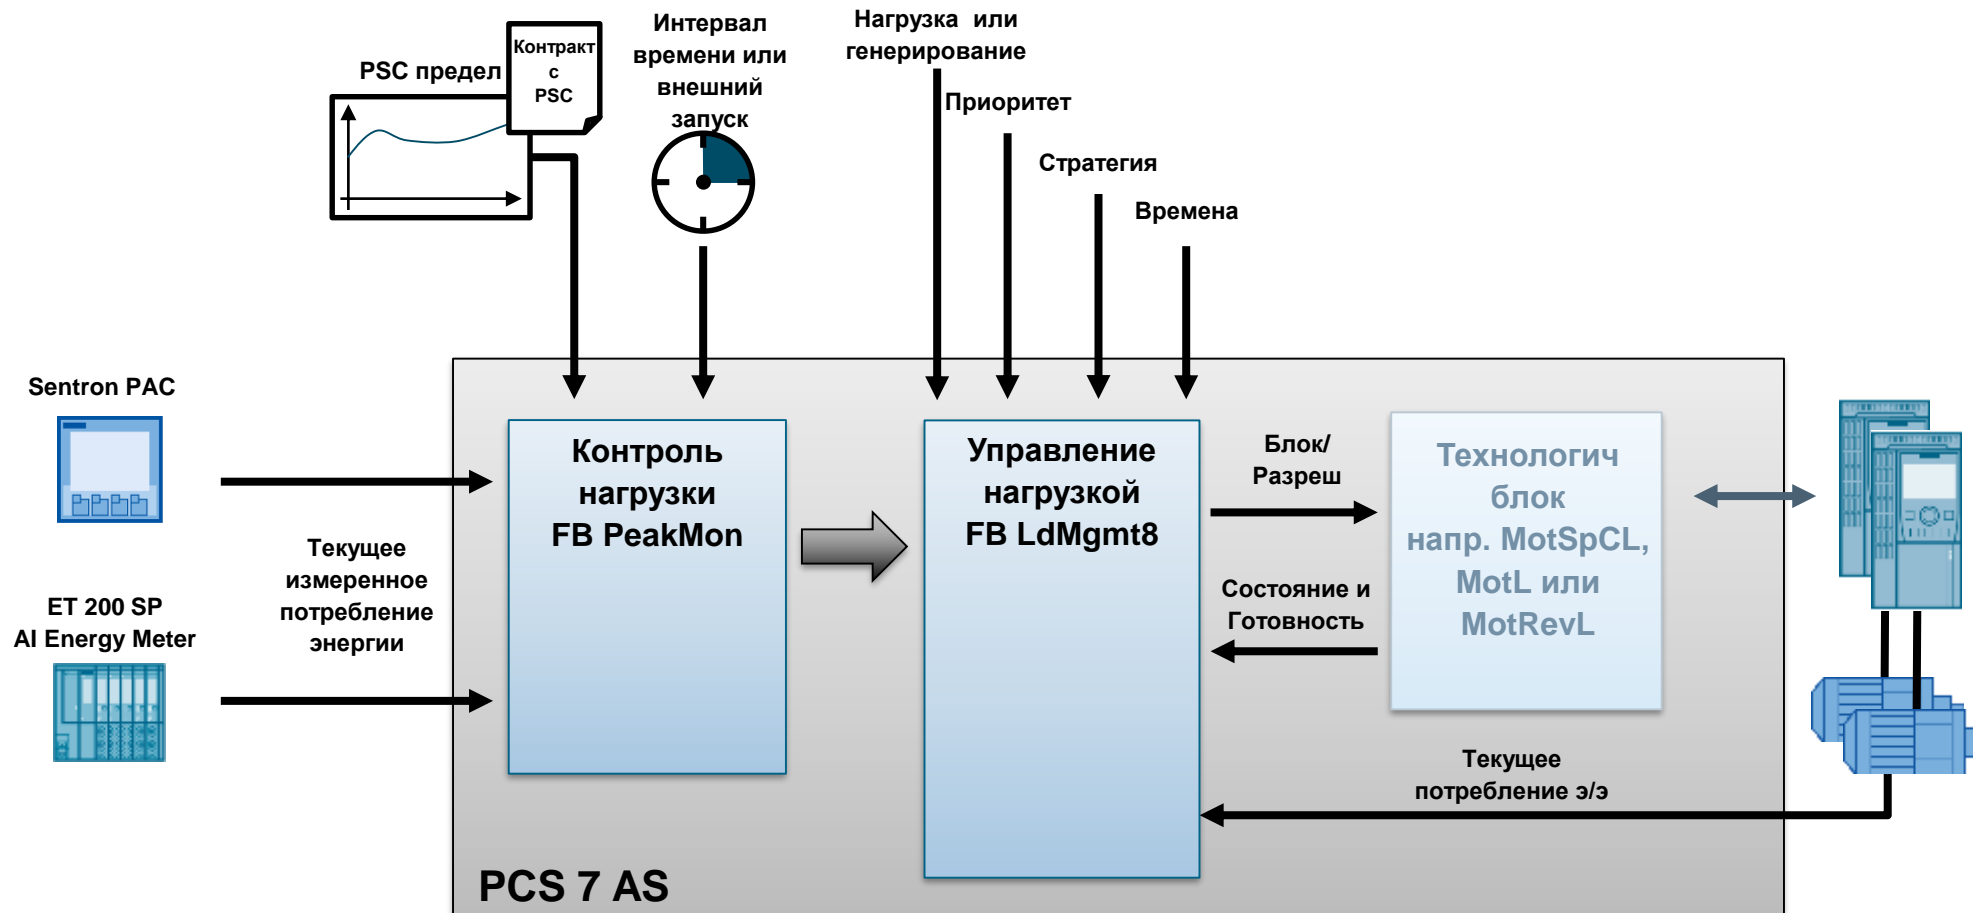 PSC предел
Контракт
с
PSC
Интервал
времени или
внешний
запуск
Нагрузка или
генерирование
Приоритет
Стратегия
Времена
Sentron PAC
Текущее
измеренное
потребление
энергии
ET 200 SP
AI Energy Meter
Контроль
нагрузки
FB PeakMon
Управление
нагрузкой
FB LdMgmt8
Блок/
Разреш
Состояние и
Готовность
Технологич
блок
напр. MotSpCL,
MotL или
MotRevL
Текущее
потребление э/э
PCS 7 AS